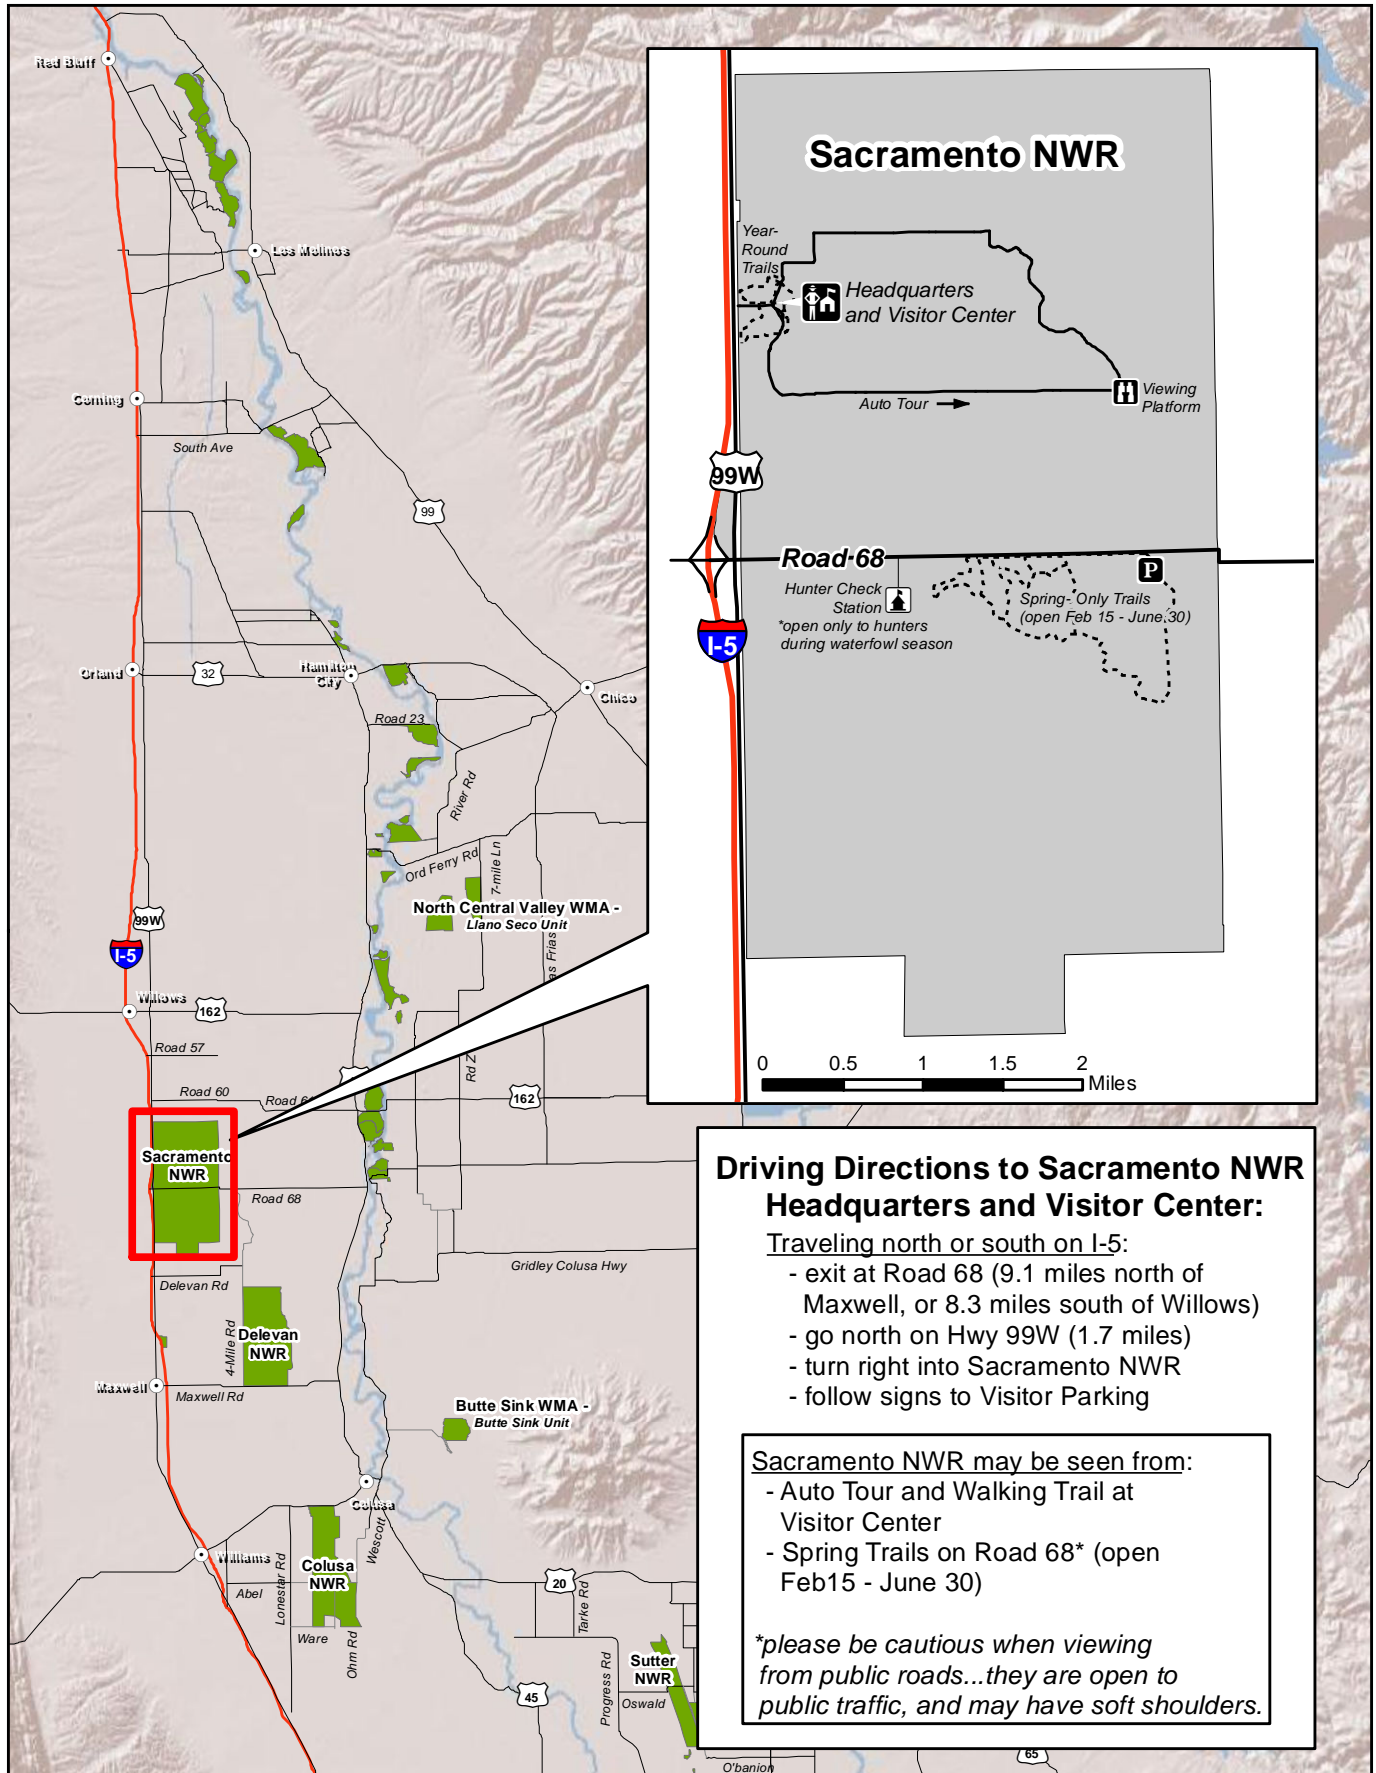 Red Bluff
Los Molinos
Corning
South Ave
99
Orland
32
Hamilton
City
Chico
Road 23
River Rd
Ord Ferry Rd
7-mile Ln
North Central Valley WMA -
Llano Seco Unit
as Frias
99W
I-5
Willows
162
Road 57
Rd Z
Road 60
162
Sacramento
NWR
Road 68
Delevan Rd
Gridley Colusa Hwy
4-Mile Rd
Delevan
NWR
Maxwell
Maxwell Rd
Butte Sink WMA -
Butte Sink Unit
Colusa
Wescott
Williams
Lonestar Rd
Colusa
NWR
Abel
Ware
Ohm Rd
20
Tarke Rd
Progress Rd
Sutter
NWR
Oswald
45
O'banion
65
Sacramento NWR
Year-
Round
Trails
Headquarters
and Visitor Center
Auto Tour
Viewing
Platform
99W
Road 68
P
Hunter Check
Station
*open only to hunters
during waterfowl season
Spring- Only Trails
(open Feb 15 - June 30)
I-5
0 0.5 1 1.5 2
Miles
Driving Directions to Sacramento NWR
Headquarters and Visitor Center:
Traveling north or south on I-5:
- exit at Road 68 (9.1 miles north of
Maxwell, or 8.3 miles south of Willows)
- go north on Hwy 99W (1.7 miles)
- turn right into Sacramento NWR
- follow signs to Visitor Parking
Sacramento NWR may be seen from:
- Auto Tour and Walking Trail at
Visitor Center
- Spring Trails on Road 68* (open
Feb15 - June 30)
*please be cautious when viewing
from public roads...they are open to
public traffic, and may have soft shoulders.